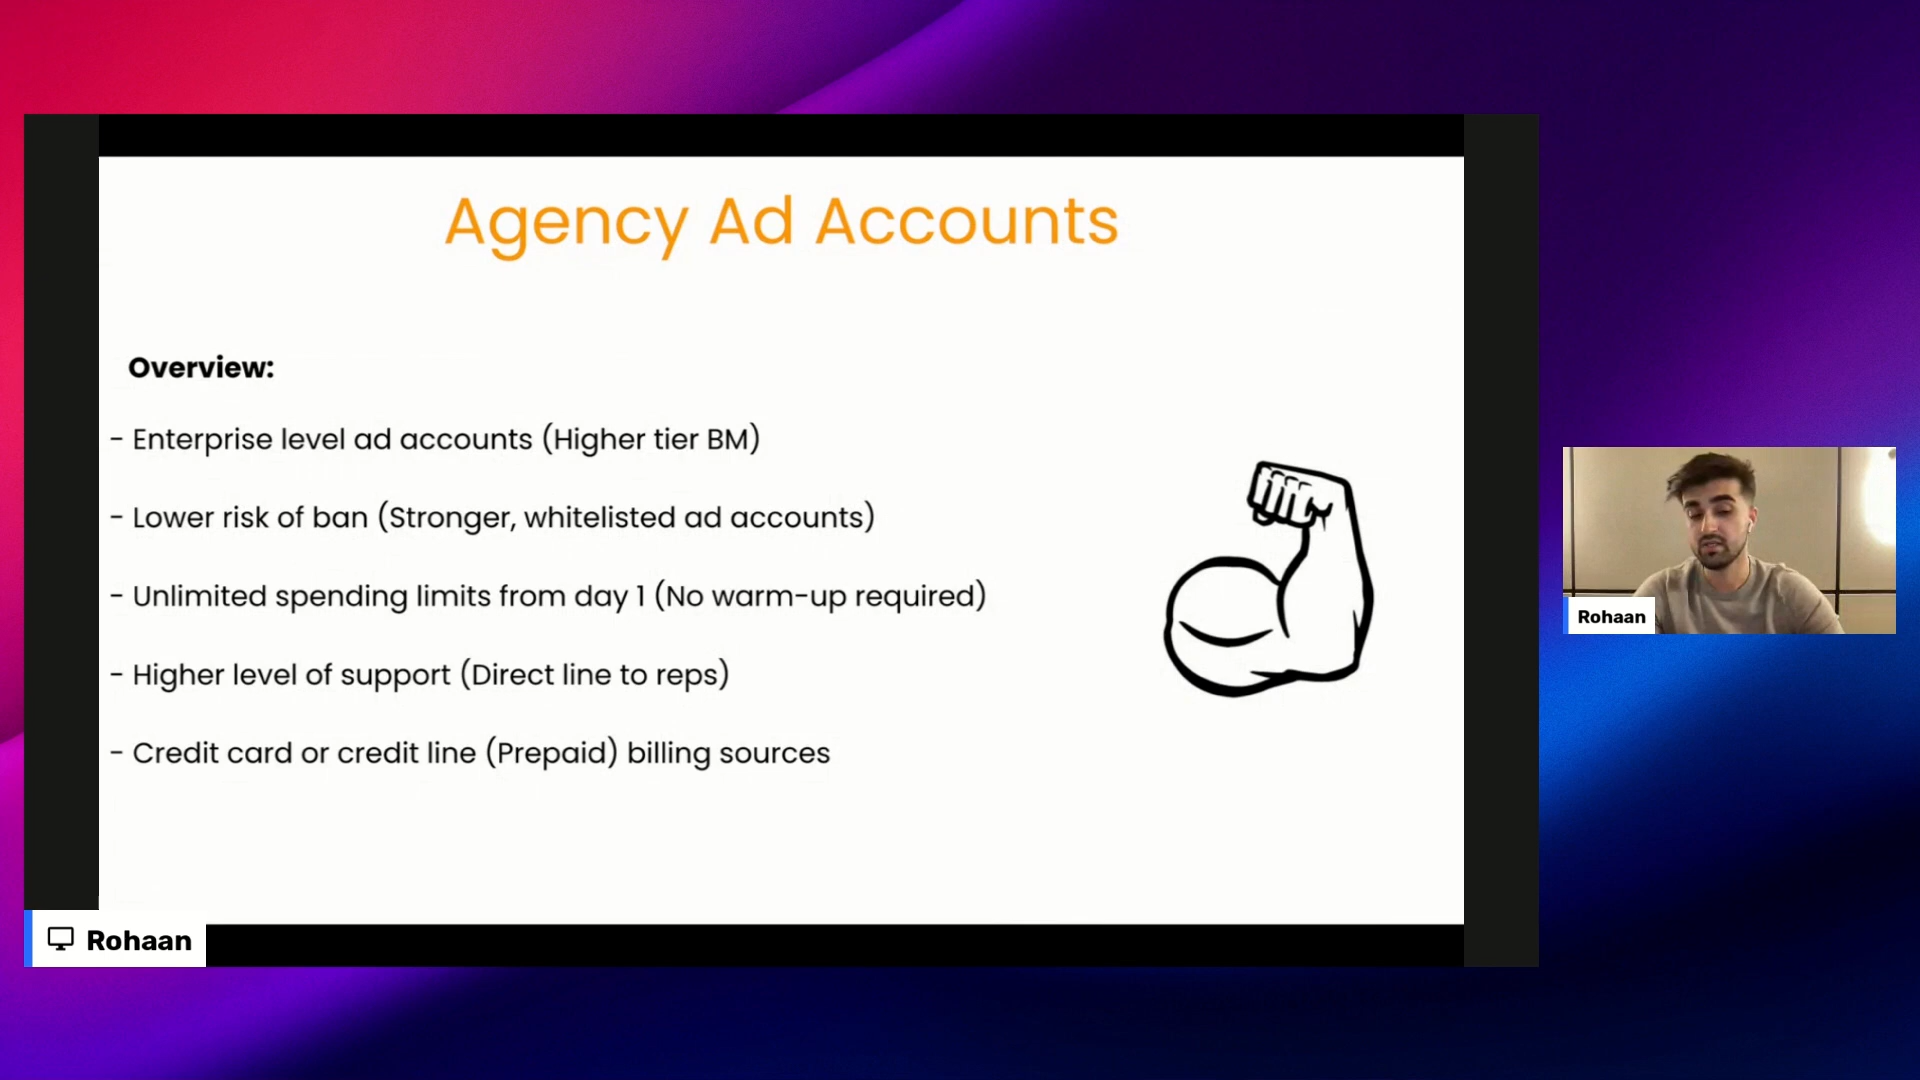 Agency Ad Accounts
Overview:
- Enterprise level ad accounts (Higher tier BM)
- Lower risk of ban (Stronger, whitelisted ad accounts)
- Unlimited spending limits from day 1 (No warm-up required)
- Higher level of support (Direct line to reps)
- Credit card or credit line (Prepaid) billing sources
Rohaan
Rohaan